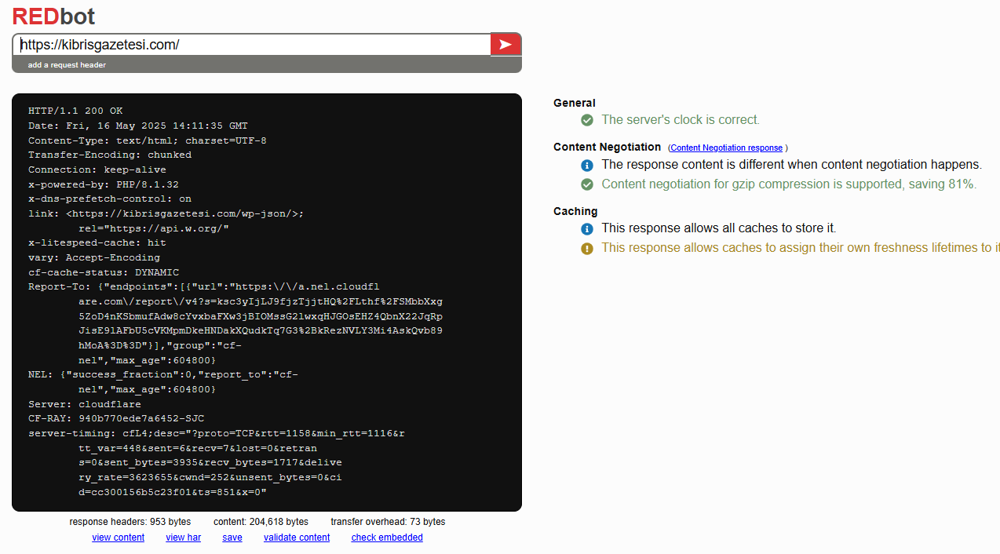 REDbot
https://kibrisgazetesi.com/
add a request header
HTTP/1.1 200 OK
Date: Fri, 16 May 2025 14:11:35 GMT
Content-Type: text/html; charset=UTF-8
Transfer-Encoding: chunked
Connection: keep-alive
x-powered-by: PHP/8.1.32
x-dns-prefetch-control: on
link: <https://kibrisgazetesi.com/wp-json/>;
rel="https://api.w.org/"
x-litespeed-cache: hit
vary: Accept-Encoding
cf-cache-status: DYNAMIC
Report-To: {"endpoints":[{"url":"https:\/\/a.nel.cloudfl
are.com\/report\/v4?s=ksc3yIjLJ9fjzTjjtHQ%2FLthf%2FSMbbXxg
5ZoD4nKSbmufAdw8cYvxbaFXw3jBIOMssG2lwxqHJGOsEHZ4QbnX22JqRp
JisE9lAFbU5cVKMpmDkeHNDakXQudkTq7G3%2BkRezNVLY3Mi4AskQvb89
hMoA%3D%3D"}],"group":"cf-
nel","max_age":604800}
NEL: {"success_fraction":0,"report_to":"cf-
nel","max_age":604800}
Server: cloudflare
CF-RAY: 940b770ede7a6452-SJC
server-timing: cfL4;desc="?proto=TCP&rtt=1158&min_rtt=1116&r
tt_var=448&sent=6&recv=7&lost=0&retran
s=0&sent_bytes=3935&recv_bytes=1717&delive
ry_rate=3623655&cwnd=252&unsent_bytes=0&ci
d=cc300156b5c23f01&ts=851&x=0"
response headers: 953 bytes content: 204,618 bytes transfer overhead: 73 bytes
view content view har save validate content check embedded
General
The server's clock is correct.
Content Negotiation (Content Negotiation response )
The response content is different when content negotiation happens.
Content negotiation for gzip compression is supported, saving 81%.
Caching
This response allows all caches to store it.
This response allows caches to assign their own freshness lifetimes to it